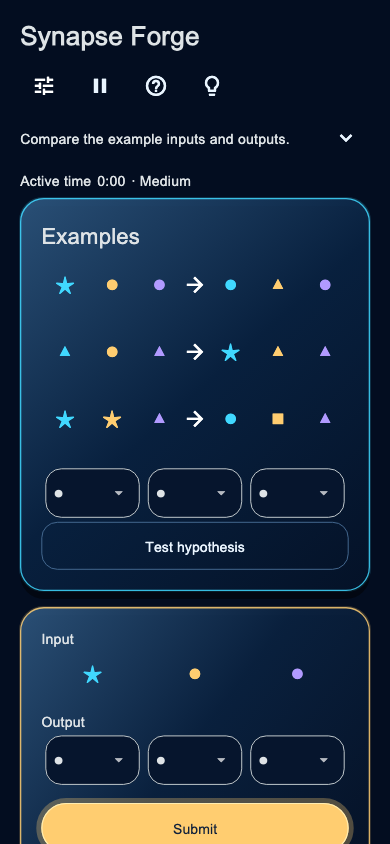 Synapse Forge
Compare the example inputs and outputs.
Active time 0:00 · Medium
Examples
Test hypothesis
Input
Output
Submit